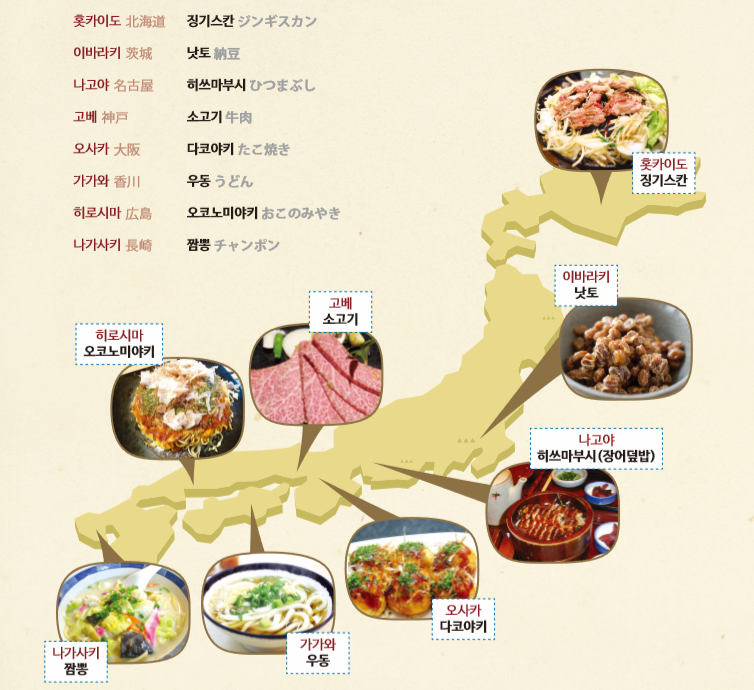 홋카이도 北海道 징기스칸 ジンギスカン
이바라키 茨城 낫토 納豆
나고야 名古屋 히쓰마부시 ひつまぶし
고베 神戸 소고기 牛肉
오사카 大阪 다코야키 たこ焼き
가가와 香川 우동 うどん
히로시마 広島 오코노미야키 おこのみやき
나가사키 長崎 짬뽕 チャンポン
홋카이도
징기스칸
이바라키
낫토
고베
소고기
히로시마
오코노미야키
나고야
히쓰마부시(장어덮밥)
오사카
다코야키
가가와
우동
나가사키
짬뽕